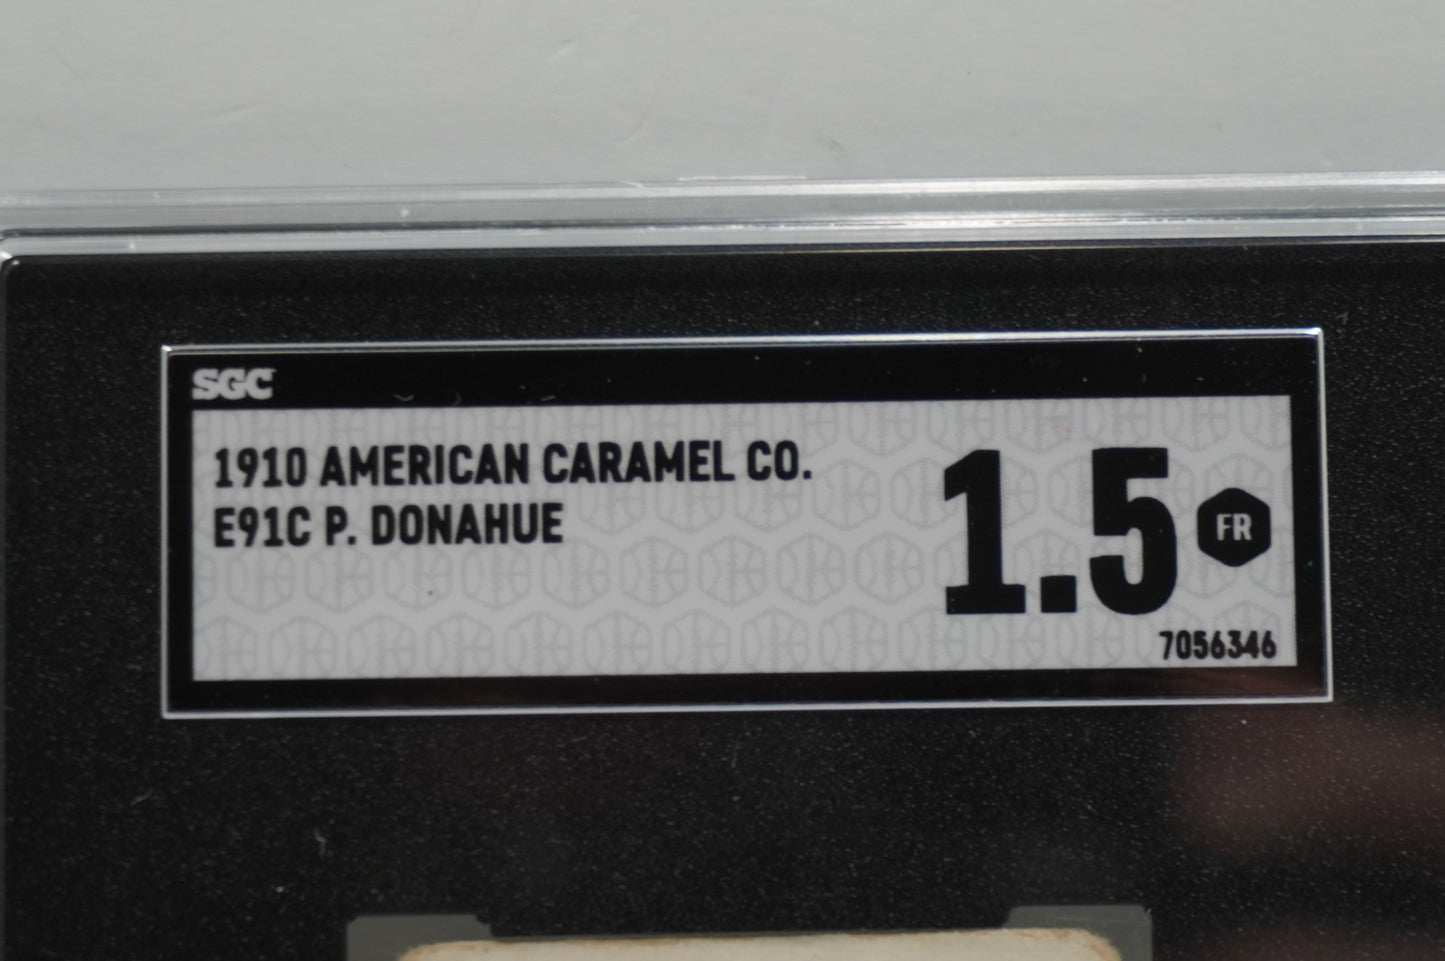 SGC
1910 AMERICAN CARAMEL CO.
E91C P. DONAHUE
1.5
FR
7056346